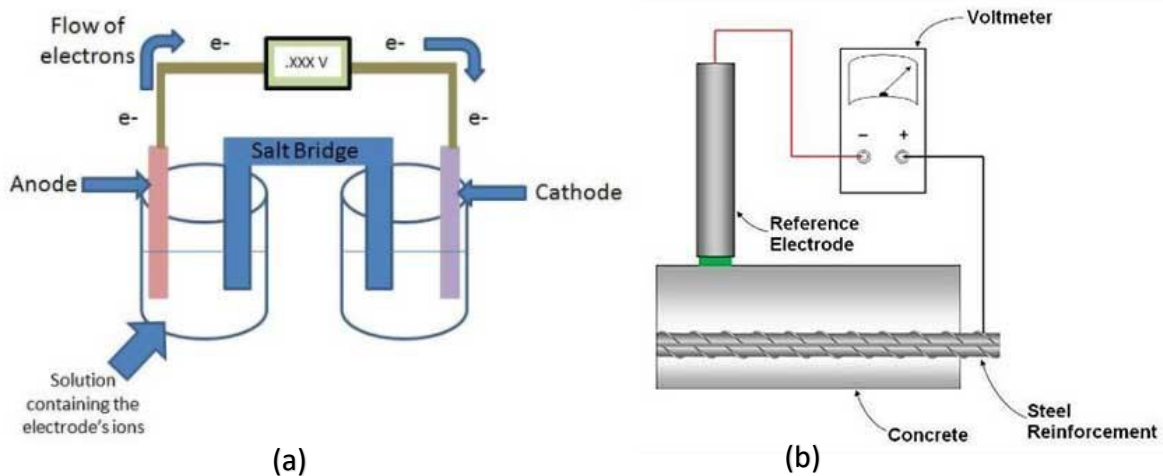 Flow of
electrons
e-
e-
.XXX V
e-
e-
Salt Bridge
Anode
Cathode
Solution
containing the
electrode's ions
(a)
Voltmeter
− +
Reference
Electrode
Steel
Reinforcement
Concrete
(b)